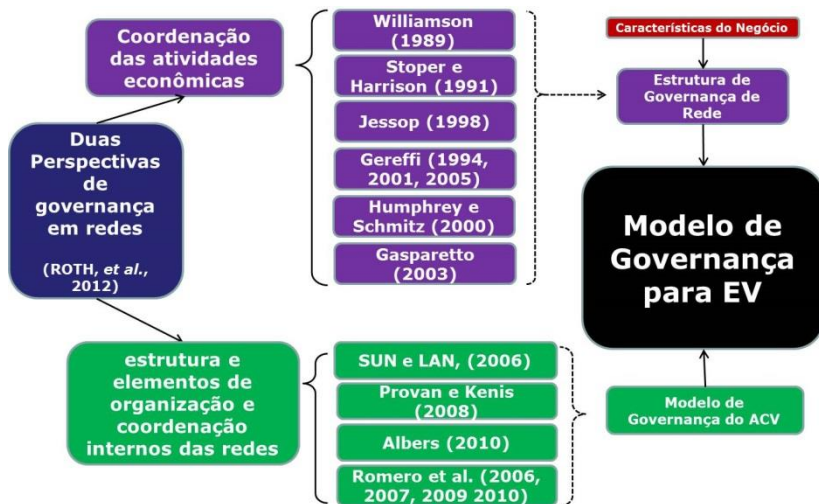 Duas
Perspectivas
de
governança
em redes
(ROTH, et al.,
2012)
Coordenação
das atividades
econômicas
Williamson
(1989)
Stoper e
Harrison (1991)
Jessop (1998)
Gereffi (1994,
2001, 2005)
Humphrey e
Schmitz (2000)
Gasparetto
(2003)
Características do Negócio
Estrutura de
Governança de
Rede
Modelo de
Governança
para EV
estrutura e
elementos de
organização e
coordenação
internos das redes
SUN e LAN, (2006)
Provan e Kenis
(2008)
Albers (2010)
Romero et al. (2006,
2007, 2009 2010)
Modelo de
Governança do ACV